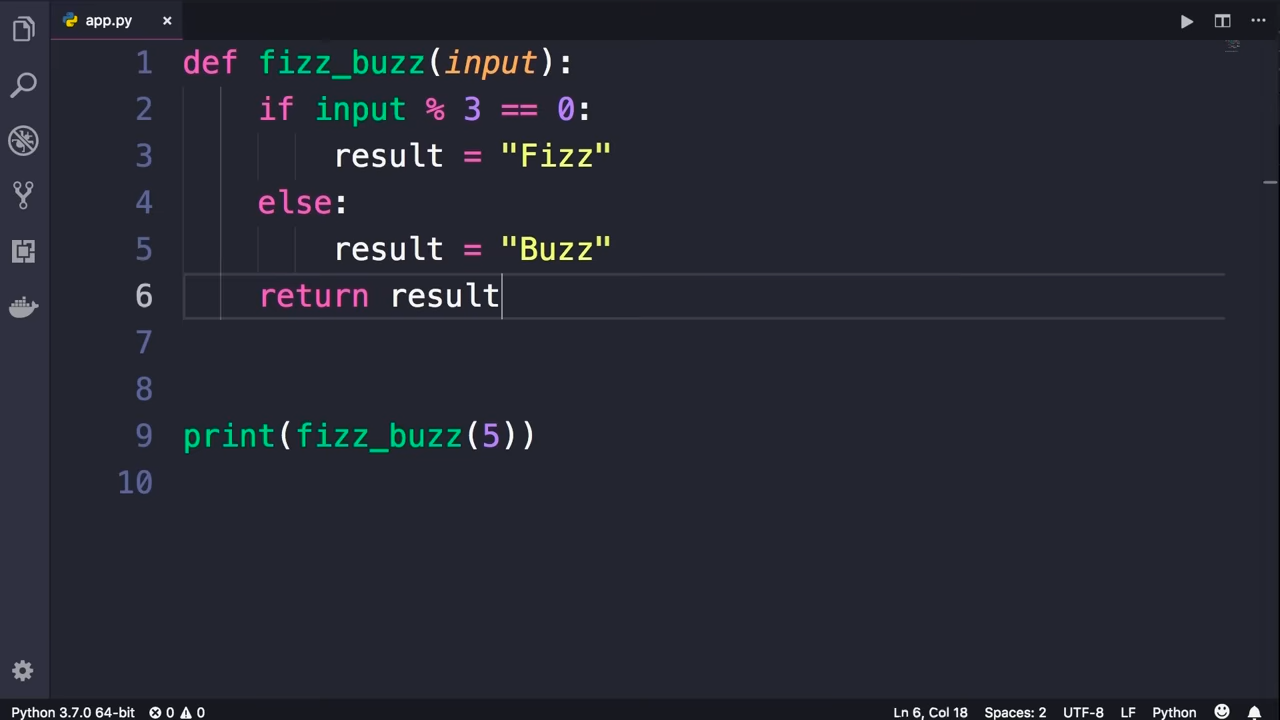 app.py
1 def fizz_buzz(input):
2     if input % 3 == 0:
3         result = "Fizz"
4     else:
5         result = "Buzz"
6     return result
7
8
9 print(fizz_buzz(5))
10
Python 3.7.0 64-bit 0 0 Ln 6, Col 18 Spaces: 2 UTF-8 LF Python